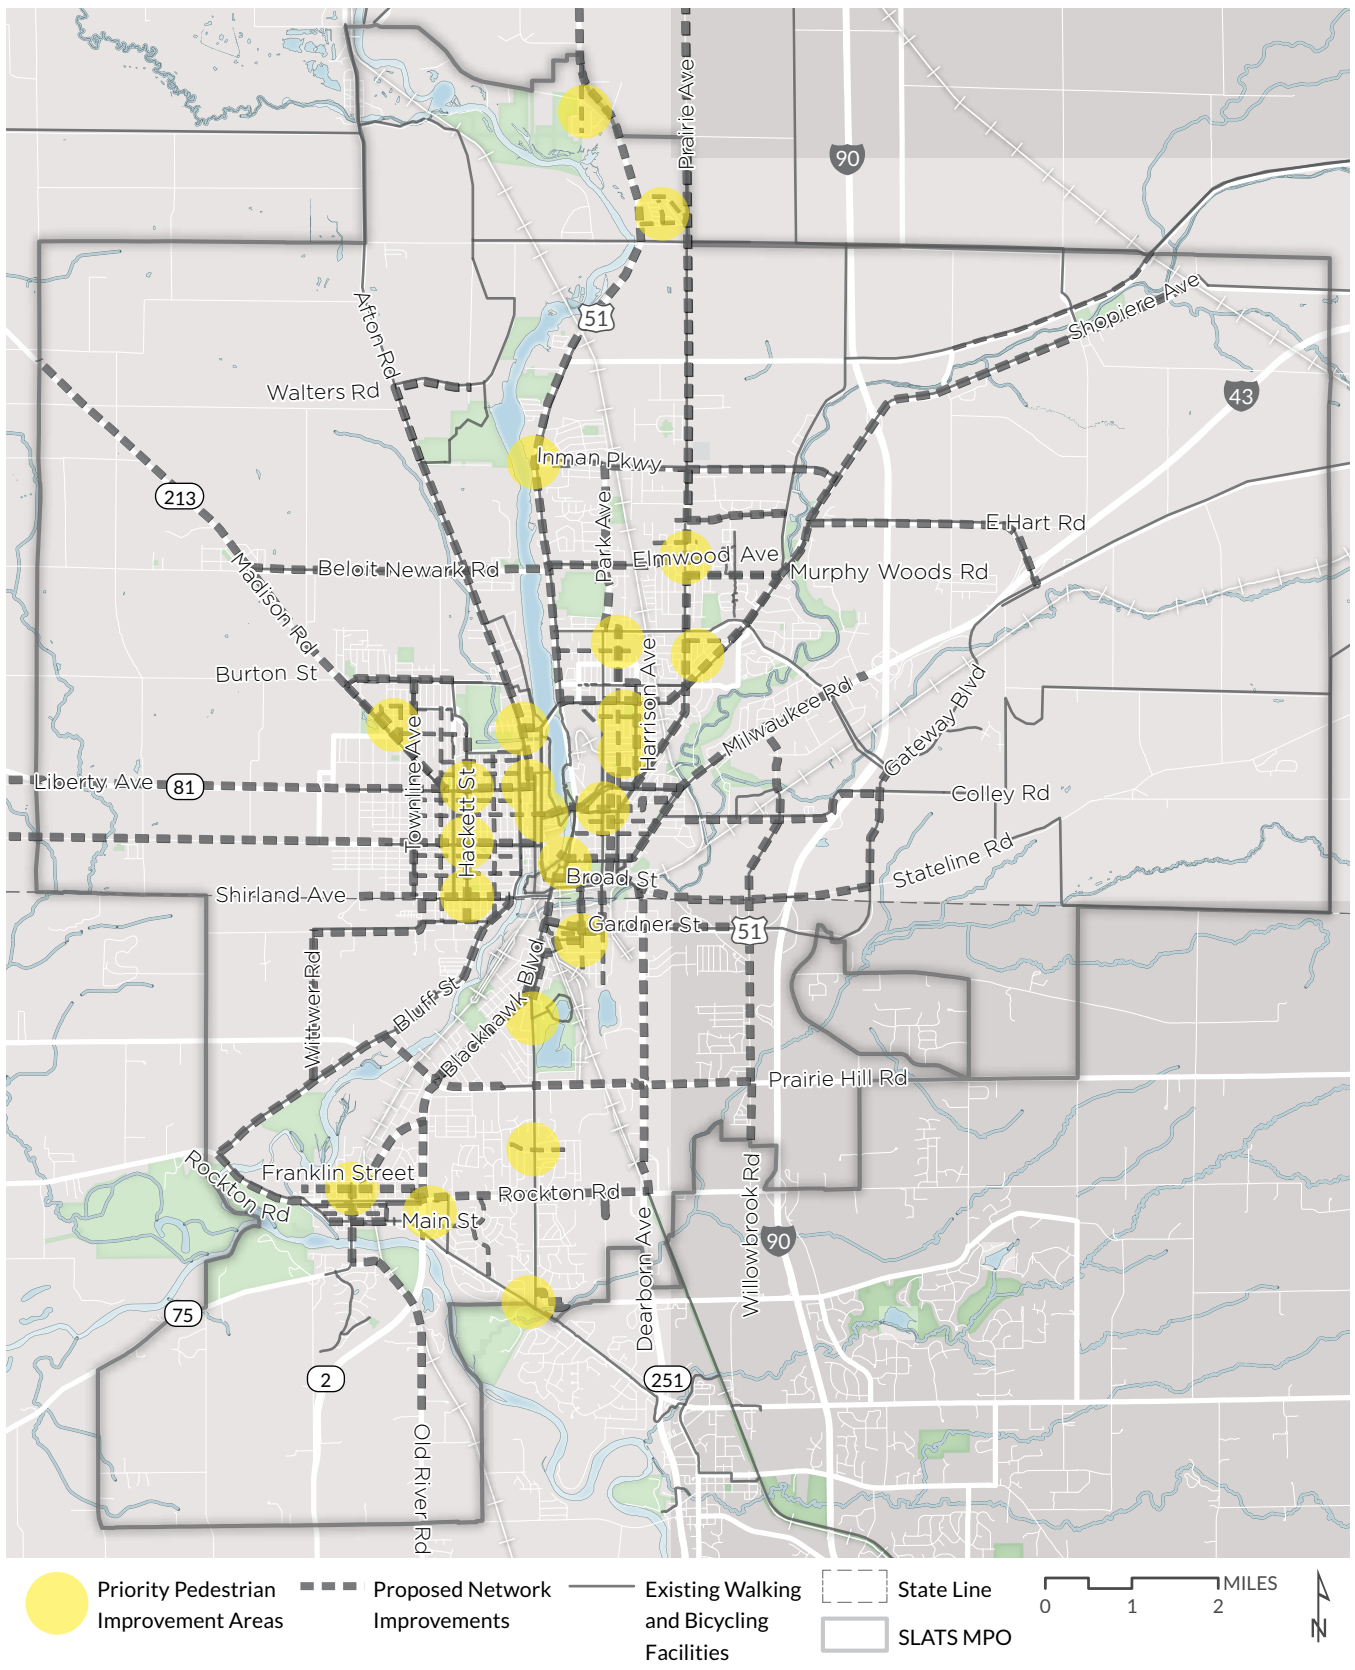 Prairie Ave
90
51
Shopiere Ave
Afton Rd
Walters Rd
43
Inman Pkwy
213
Park Ave
E Hart Rd
Elmwood Ave
Beloit Newark Rd
Murphy Woods Rd
Madison Rd
Burton St
Harrison Ave
Milwaukee Rd
Gateway Blvd
Townline Ave
Liberty Ave
81
Hackett St
Colley Rd
Stateline Rd
Broad St
Shirland Ave
Gardner St
51
Wittwer Rd
Bluff St
Blackhawk Blvd
Prairie Hill Rd
Franklin Street
Rockton Rd
Rockton Rd
Main St
Willowbrook Rd
90
Dearborn Ave
75
2
251
Old River Rd
Priority Pedestrian
Improvement Areas
Proposed Network
Improvements
Existing Walking
and Bicycling
Facilities
State Line
SLATS MPO
MILES
0 1 2
N